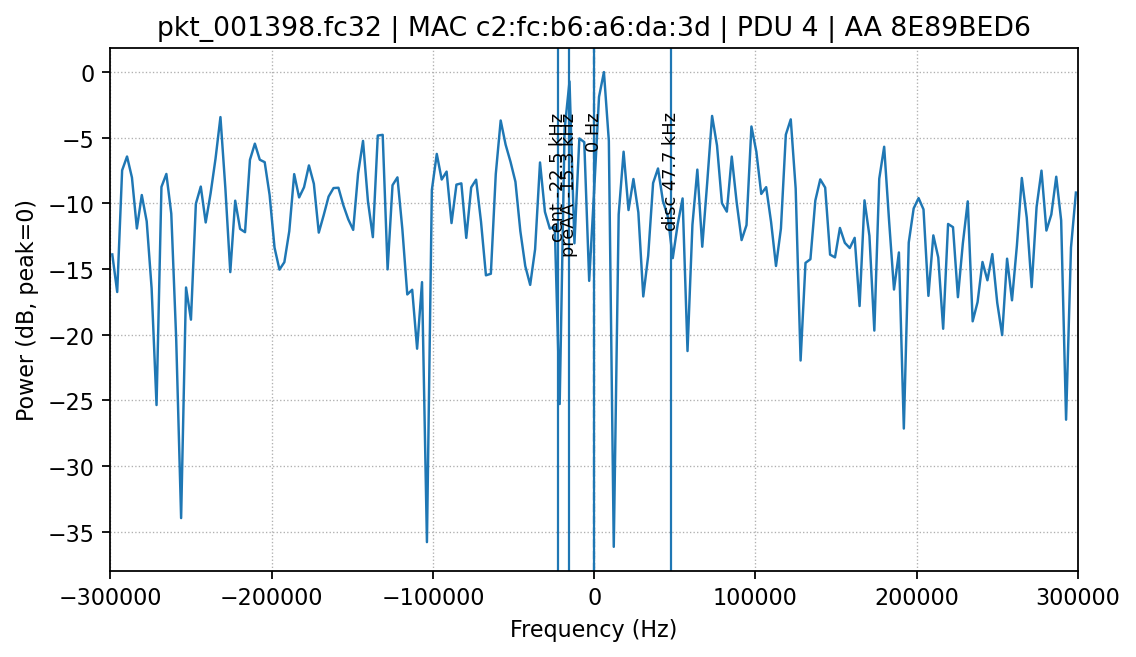 pkt_001398.fc32 | MAC c2:fc:b6:a6:da:3d | PDU 4 | AA 8E89BED6
Power (dB, peak=0)
0
−5
−10
−15
−20
−25
−30
−35
cent -22.5 kHz
preAA -15.3 kHz
0 Hz
disc 47.7 kHz
−300000
−200000
−100000
0
100000
200000
300000
Frequency (Hz)